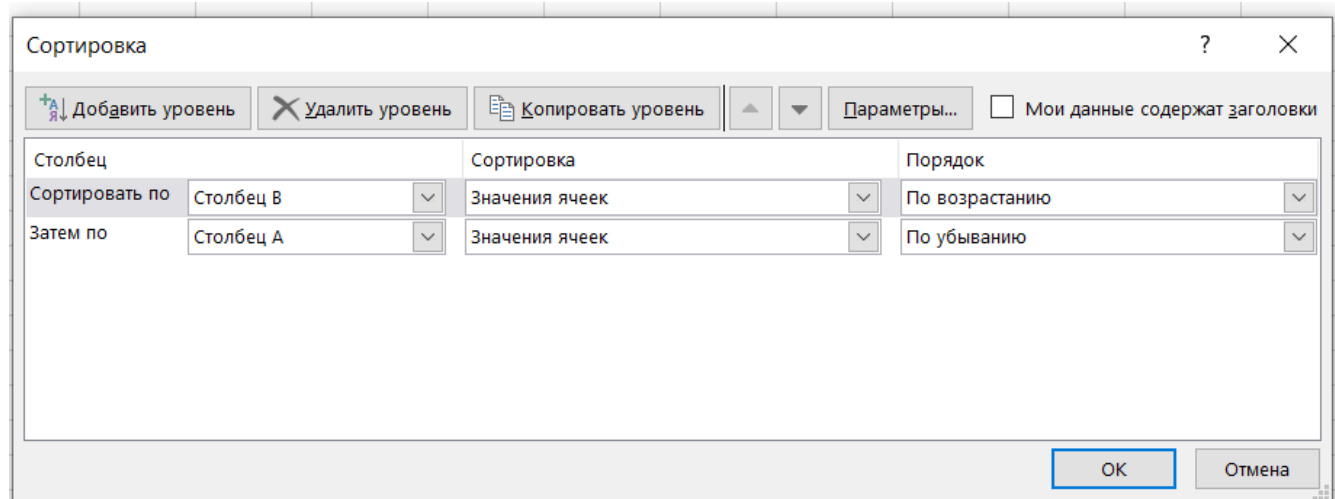 Сортировка ?
Добавить уровень Удалить уровень Копировать уровень Параметры... Мои данные содержат заголовки
Столбец Сортировка Порядок
Сортировать по Столбец B Значения ячеек По возрастанию
Затем по Столбец A Значения ячеек По убыванию
ОК Отмена